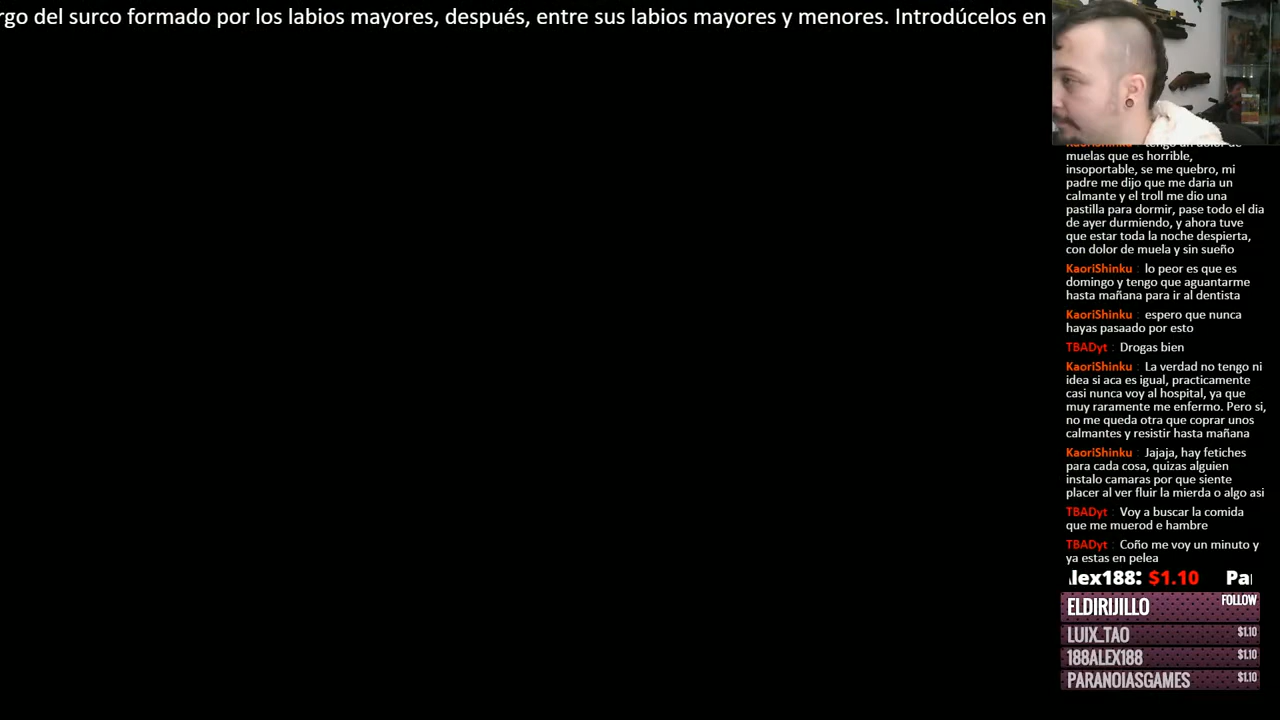 rgo del surco formado por los labios mayores, después, entre sus labios mayores y menores. Introdúcelos en
KaoriShinku : tengo un dolor de
muelas que es horrible,
insoportable, se me quebro, mi
padre me dijo que me daria un
calmante y el troll me dio una
pastilla para dormir, pase todo el dia
de ayer durmiendo, y ahora tuve
que estar toda la noche despierta,
con dolor de muela y sin sueño
KaoriShinku : lo peor es que es
domingo y tengo que aguantarme
hasta mañana para ir al dentista
KaoriShinku : espero que nunca
hayas pasaado por esto
TBADyt : Drogas bien
KaoriShinku : La verdad no tengo ni
idea si aca es igual, practicamente
casi nunca voy al hospital, ya que
muy raramente me enfermo. Pero si,
no me queda otra que coprar unos
calmantes y resistir hasta mañana
KaoriShinku : Jajaja, hay fetiches
para cada cosa, quizas alguien
instalo camaras por que siente
placer al ver fluir la mierda o algo asi
TBADyt : Voy a buscar la comida
que me muerod e hambre
TBADyt : Coño me voy un minuto y
ya estas en pelea
Alex188: $1.10 Pa
ELDIRIJILLO FOLLOW
LUIX_TAO $1.10
188ALEX188 $1.10
PARANOIASGAMES $1.10